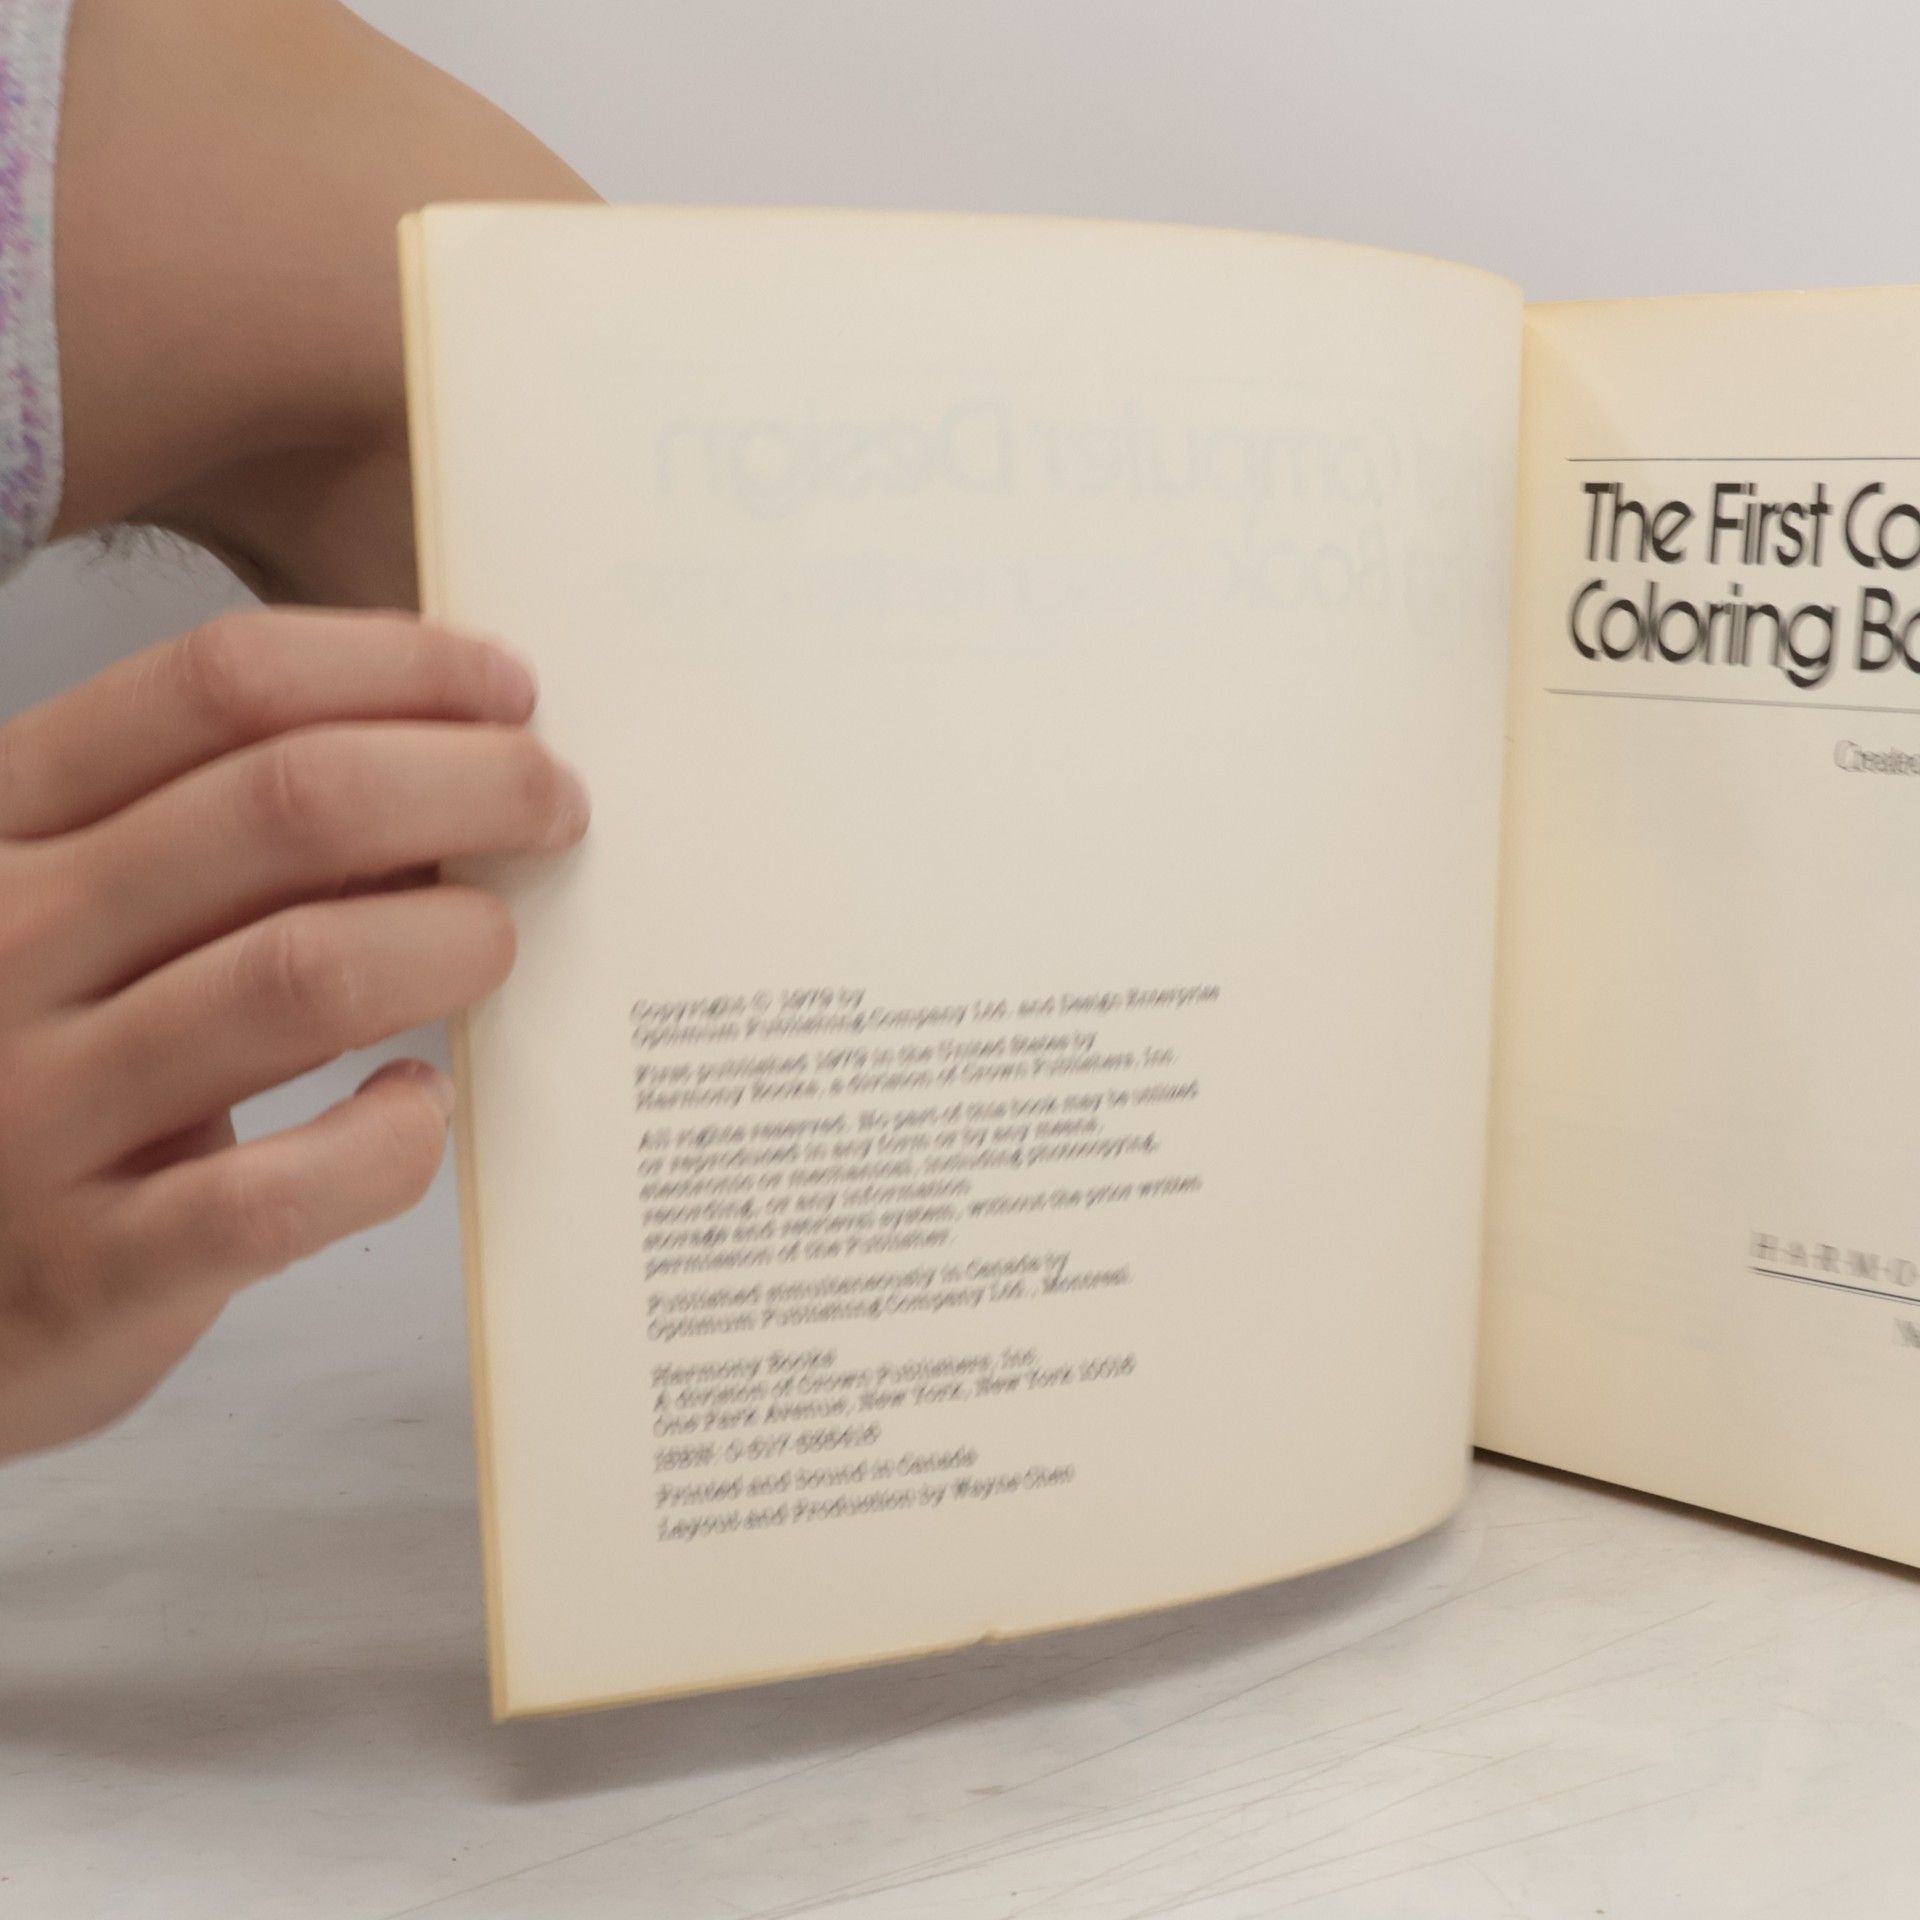 Copyright © 1979 by
Optimum Publishing Company Ltd. and Design Enterprise
First published 1979 in the United States by
Harmony Books, a division of Crown Publishers, Inc.
All rights reserved. No part of this book may be utilized
or reproduced in any form or by any means,
electronic or mechanical, including photocopying,
recording, or any information
storage and retrieval system, without the prior written
permission of the Publisher.
Published simultaneously in Canada by
Optimum Publishing Company Ltd., Montreal.
Harmony Books
A division of Crown Publishers, Inc.
One Park Avenue, New York, New York 10016
ISBN:
Printed and bound in Canada
Layout and Production by Wayne Chen
The First Co
Coloring Bo
Create
HARMO